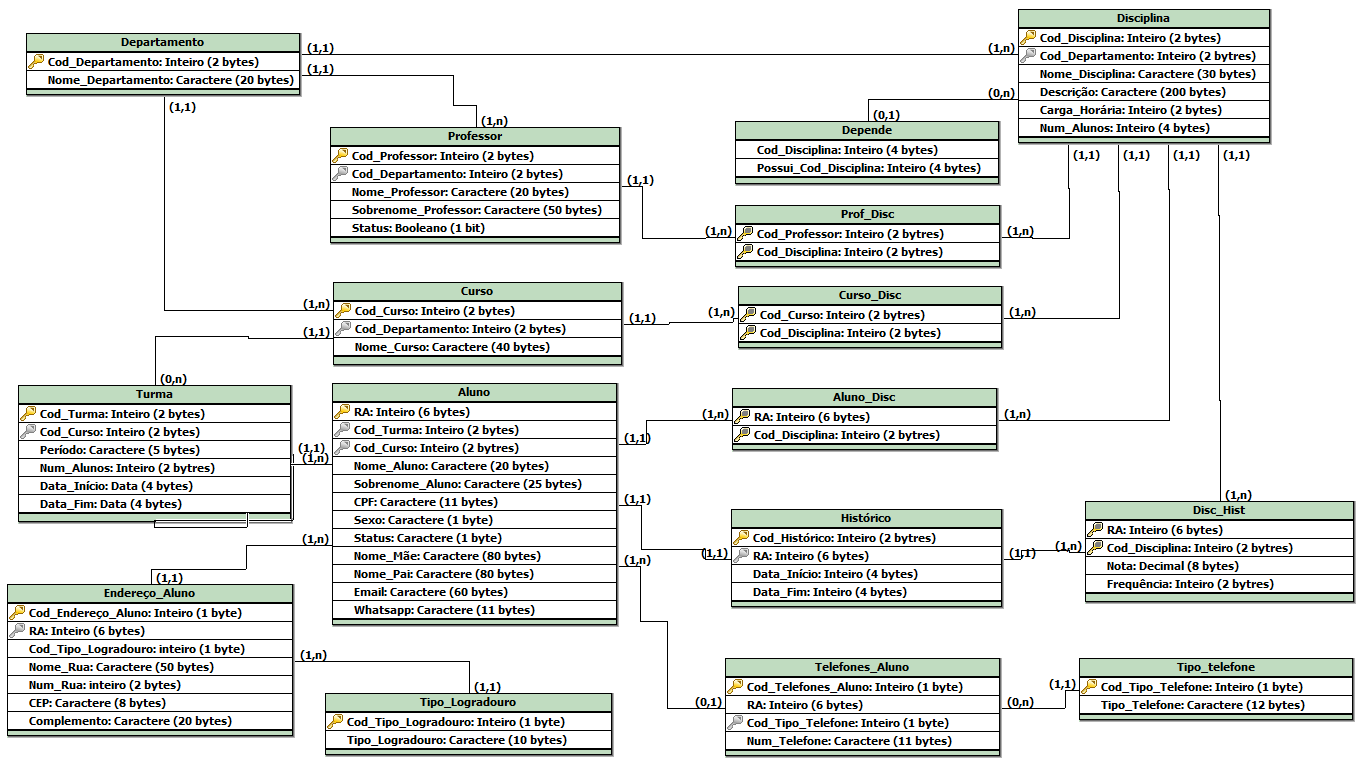 Departamento
Cod_Departamento: Inteiro (2 bytes)
Nome_Departamento: Caractere (20 bytes)
(1,1)
(1,1)
(1,1)
(1,n)
Disciplina
Cod_Disciplina: Inteiro (2 bytes)
Cod_Departamento: Inteiro (2 bytres)
Nome_Disciplina: Caractere (30 bytes)
Descrição: Caractere (200 bytes)
Carga_Horária: Inteiro (2 bytes)
Num_Alunos: Inteiro (4 bytes)
(0,n)
(1,1)
(1,1)
(1,1)
(1,1)
(1,n)
Professor
Cod_Professor: Inteiro (2 bytes)
Cod_Departamento: Inteiro (2 bytes)
Nome_Professor: Caractere (20 bytes)
Sobrenome_Professor: Caractere (50 bytes)
Status: Booleano (1 bit)
(1,1)
(0,1)
Depende
Cod_Disciplina: Inteiro (4 bytes)
Possui_Cod_Disciplina: Inteiro (4 bytes)
(1,n)
Prof_Disc
Cod_Professor: Inteiro (2 bytres)
Cod_Disciplina: Inteiro (2 bytres)
(1,n)
(1,n)
Curso
Cod_Curso: Inteiro (2 bytes)
Cod_Departamento: Inteiro (2 bytes)
Nome_Curso: Caractere (40 bytes)
(1,1)
(1,1)
(1,n)
Curso_Disc
Cod_Curso: Inteiro (2 bytres)
Cod_Disciplina: Inteiro (2 bytes)
(1,n)
(0,n)
Turma
Cod_Turma: Inteiro (2 bytes)
Cod_Curso: Inteiro (2 bytes)
Período: Caractere (5 bytes)
Num_Alunos: Inteiro (2 bytres)
Data_Início: Data (4 bytes)
Data_Fim: Data (4 bytes)
(1,1)
(1,n)
Aluno
RA: Inteiro (6 bytes)
Cod_Turma: Inteiro (2 bytes)
Cod_Curso: Inteiro (2 bytres)
Nome_Aluno: Caractere (20 bytes)
Sobrenome_Aluno: Caractere (25 bytes)
CPF: Caractere (11 bytes)
Sexo: Caractere (1 byte)
Status: Caractere (1 byte)
Nome_Mãe: Caractere (80 bytes)
Nome_Pai: Caractere (80 bytes)
Email: Caractere (60 bytes)
Whatsapp: Caractere (11 bytes)
(1,1)
(1,1)
(1,n)
(1,n)
(1,n)
Aluno_Disc
RA: Inteiro (6 bytes)
Cod_Disciplina: Inteiro (2 bytres)
(1,n)
(1,1)
Histórico
Cod_Histórico: Inteiro (2 bytres)
RA: Inteiro (6 bytes)
Data_Início: Inteiro (4 bytes)
Data_Fim: Inteiro (4 bytes)
(1,1)
(1,n)
(1,n)
Disc_Hist
RA: Inteiro (6 bytes)
Cod_Disciplina: Inteiro (2 bytres)
Nota: Decimal (8 bytes)
Frequência: Inteiro (2 bytres)
(1,1)
Endereço_Aluno
Cod_Endereço_Aluno: Inteiro (1 byte)
RA: Inteiro (6 bytes)
Cod_Tipo_Logradouro: inteiro (1 byte)
Nome_Rua: Caractere (50 bytes)
Num_Rua: inteiro (2 bytes)
CEP: Caractere (8 bytes)
Complemento: Caractere (20 bytes)
(1,n)
(1,1)
Tipo_Logradouro
Cod_Tipo_Logradouro: Inteiro (1 byte)
Tipo_Logradouro: Caractere (10 bytes)
(0,1)
Telefones_Aluno
Cod_Telefones_Aluno: Inteiro (1 byte)
RA: Inteiro (6 bytes)
Cod_Tipo_Telefone: Inteiro (1 byte)
Num_Telefone: Caractere (11 bytes)
(0,n)
(1,1)
Tipo_telefone
Cod_Tipo_Telefone: Inteiro (1 byte)
Tipo_Telefone: Caractere (12 bytes)